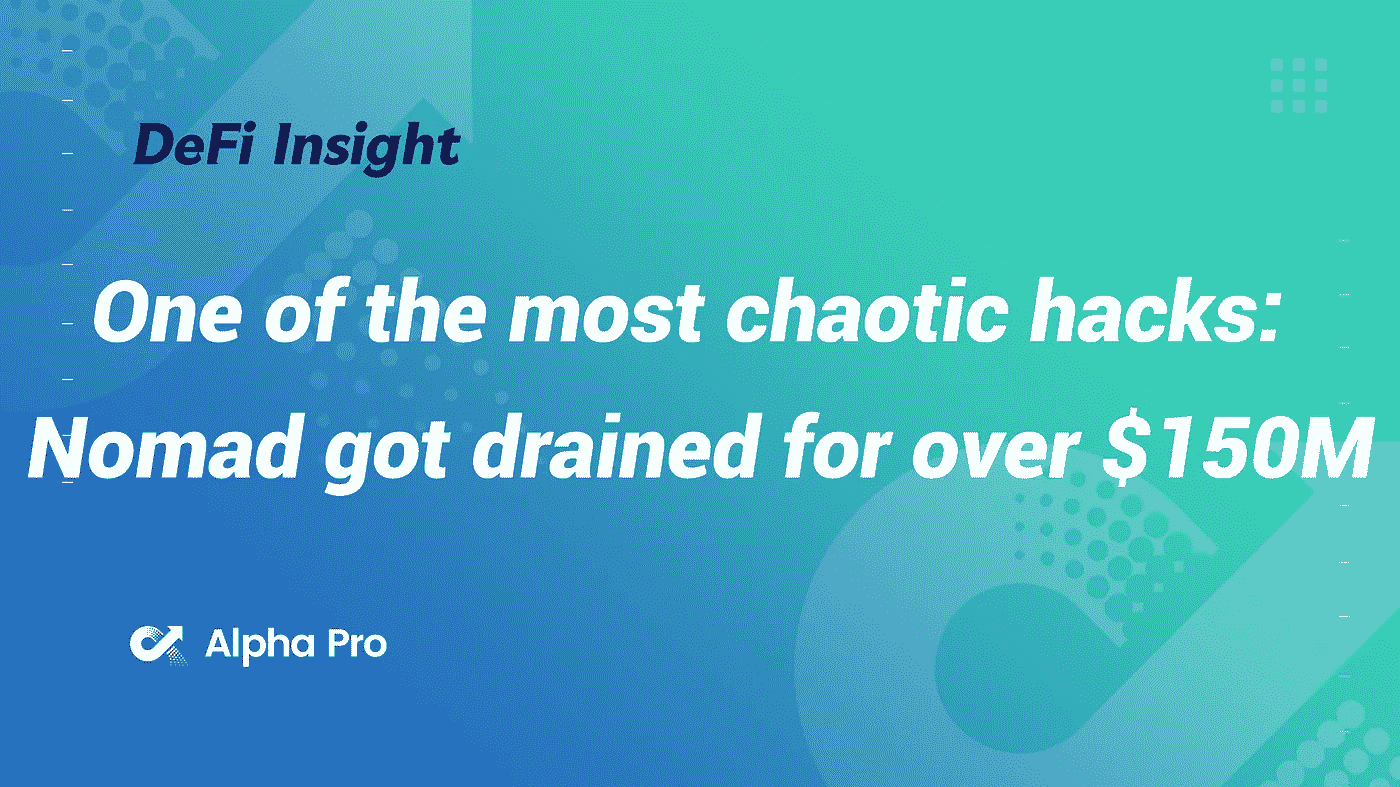 DeFi Insight
One of the most chaotic hacks:
Nomad got drained for over $150M
Alpha Pro